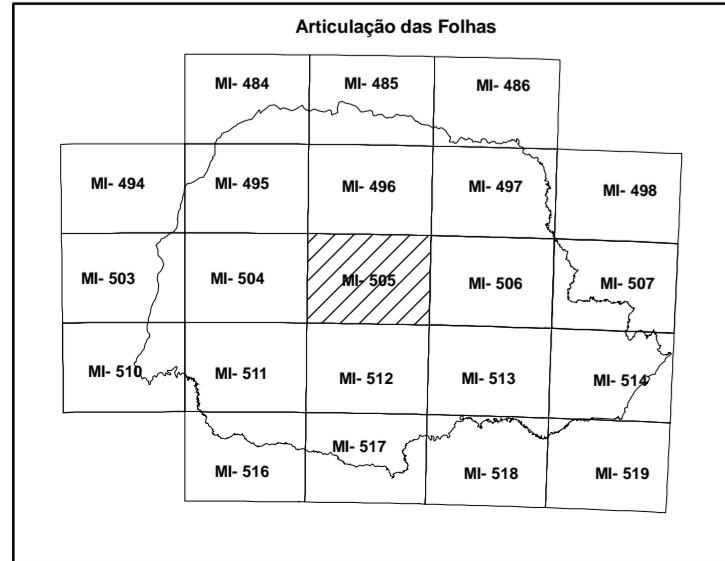 Articulação das Folhas
MI- 484 MI- 485 MI- 486
MI- 494 MI- 495 MI- 496 MI- 497 MI- 498
MI- 503 MI- 504 MI- 505 MI- 506 MI- 507
MI- 510 MI- 511 MI- 512 MI- 513 MI- 514
MI- 516 MI- 517 MI- 518 MI- 519